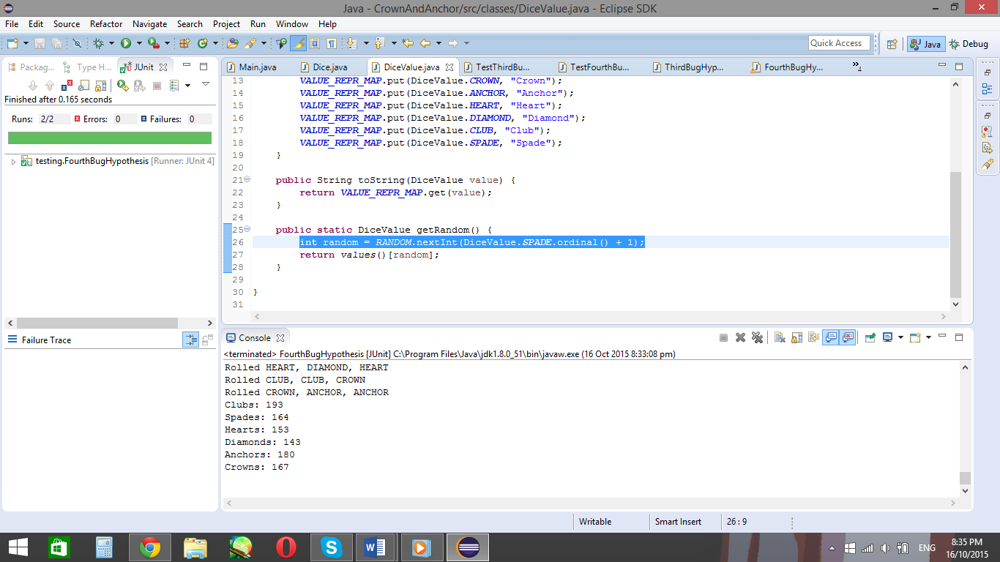 Java - CrownAndAnchor/src/classes/DiceValue.java - Eclipse SDK
File Edit Source Refactor Navigate Search Project Run Window Help
Quick Access Java Debug
Packag... Type H... JUnit
Finished after 0.165 seconds
Runs: 2/2 Errors: 0 Failures: 0
testing.FourthBugHypothesis [Runner: JUnit 4]
Failure Trace
Main.java Dice.java DiceValue.java TestThirdBu... TestFourthBu... ThirdBugHyp... FourthBugHy... 4
13 VALUE_REPR_MAP.put(DiceValue.CROWN, "Crown");
14 VALUE_REPR_MAP.put(DiceValue.ANCHOR, "Anchor");
15 VALUE_REPR_MAP.put(DiceValue.HEART, "Heart");
16 VALUE_REPR_MAP.put(DiceValue.DIAMOND, "Diamond");
17 VALUE_REPR_MAP.put(DiceValue.CLUB, "Club");
18 VALUE_REPR_MAP.put(DiceValue.SPADE, "Spade");
19 }
20
21 public String toString(DiceValue value) {
22 return VALUE_REPR_MAP.get(value);
23 }
24
25 public static DiceValue getRandom() {
26 int random = RANDOM.nextInt(DiceValue.SPADE.ordinal() + 1);
27 return values()[random];
28 }
29
30 }
31
Console
<terminated> FourthBugHypothesis [JUnit] C:\Program Files\Java\jdk1.8.0_51\bin\javaw.exe (16 Oct 2015 8:33:08 pm)
Rolled HEART, DIAMOND, HEART
Rolled CLUB, CLUB, CROWN
Rolled CROWN, ANCHOR, ANCHOR
Clubs: 193
Spades: 164
Hearts: 153
Diamonds: 143
Anchors: 180
Crowns: 167
Writable Smart Insert 26 : 9
ENG
8:35 PM
16/10/2015